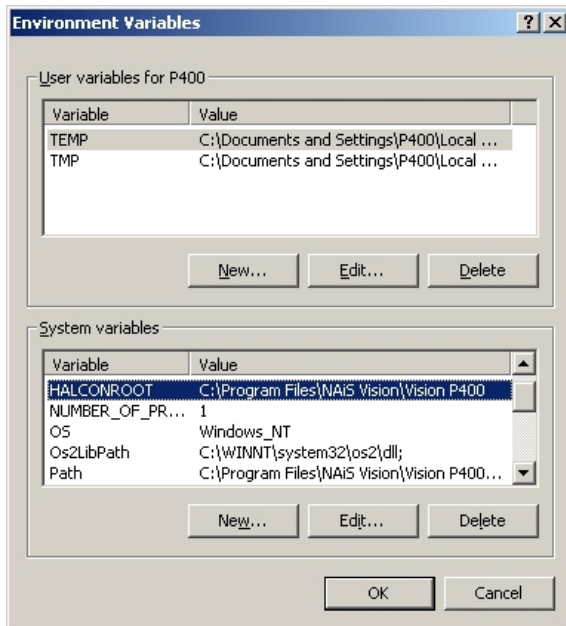 Environment Variables
User variables for P400
Variable Value
TEMP C:\Documents and Settings\P400\Local ...
TMP C:\Documents and Settings\P400\Local ...
New... Edit... Delete
System variables
Variable Value
HALCONROOT C:\Program Files\NAiS Vision\Vision P400
NUMBER_OF_PR... 1
OS Windows_NT
Os2LibPath C:\WINNT\system32\os2\dll;
Path C:\Program Files\NAiS Vision\Vision P400...
New... Edit... Delete
OK Cancel